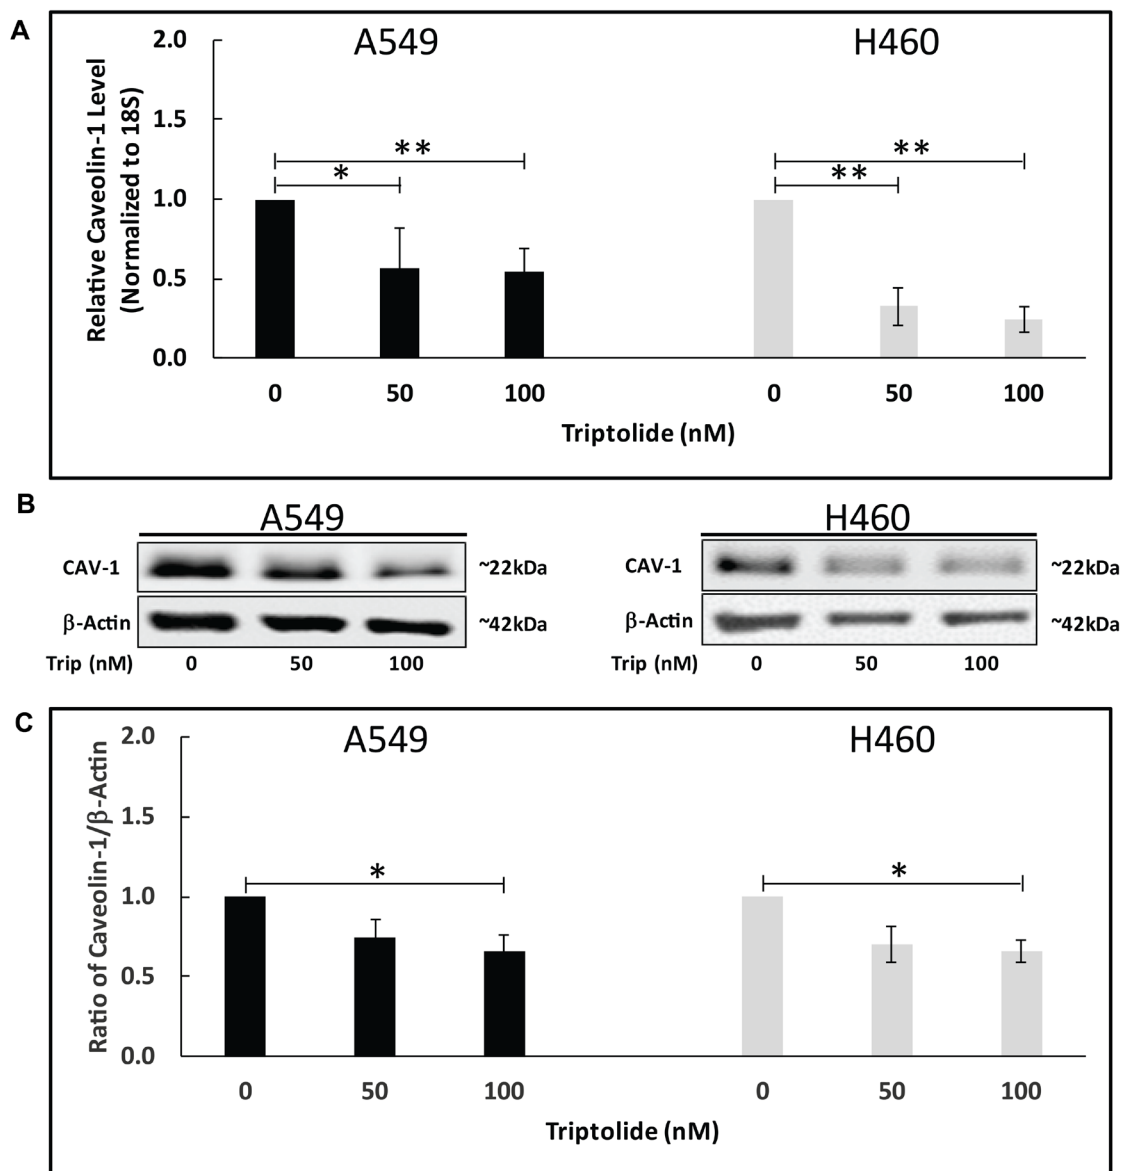 A
A549 H460
Relative Caveolin-1 Level
(Normalized to 18S)
2.0
1.5
1.0
0.5
0.0
** **
* **
0 50 100 0 50 100
Triptolide (nM)
B
A549 H460
CAV-1 ~22kDa CAV-1 ~22kDa
β-Actin ~42kDa β-Actin ~42kDa
Trip (nM) 0 50 100 Trip (nM) 0 50 100
C
A549 H460
Ratio of Caveolin-1/β-Actin
2.0
1.5
1.0
0.5
0.0
* *
0 50 100 0 50 100
Triptolide (nM)